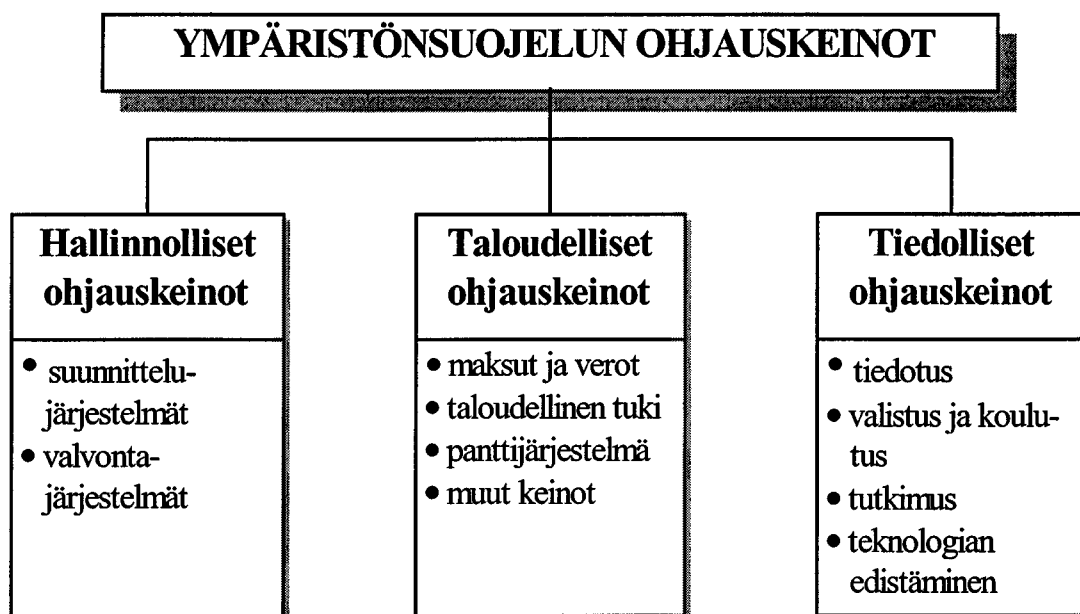 YMPÄRISTÖNSUOJELUN OHJAUSKEINOT
Hallinnolliset
ohjauskeinot
• suunnittelu-
järjestelmät
• valvonta-
järjestelmät
Taloudelliset
ohjauskeinot
• maksut ja verot
• taloudellinen tuki
• panttijärjestelmä
• muut keinot
Tiedolliset
ohjauskeinot
• tiedotus
• valistus ja koulu-
tus
• tutkimus
• teknologian
edistäminen